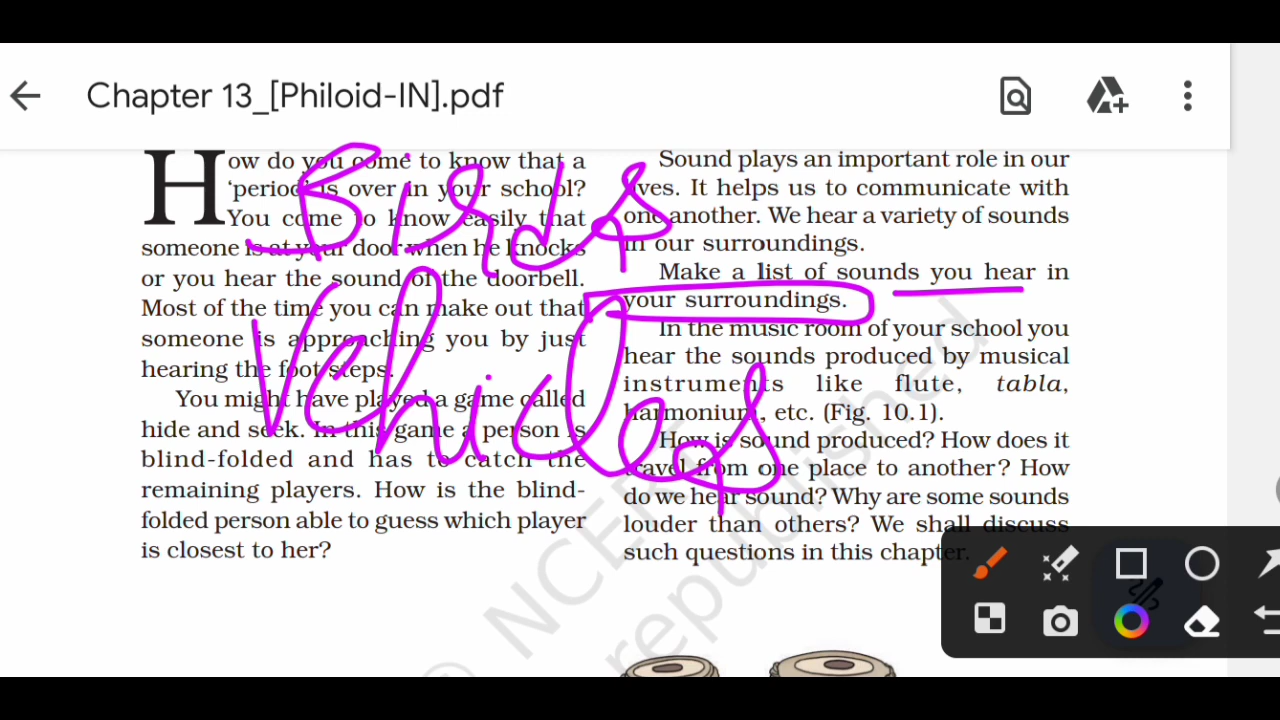 Chapter 13_[Philoid-IN].pdf
How do you come to know that a
‘period’ is over in your school?
You come to know easily that
someone is at your door when he knocks
or you hear the sound of the doorbell.
Most of the time you can make out that
someone is approaching you by just
hearing the foot steps.
You might have played a game called
hide and seek. In this game a person is
blind-folded and has to catch the
remaining players. How is the blind-
folded person able to guess which player
is closest to her?
Sound plays an important role in our
lives. It helps us to communicate with
one another. We hear a variety of sounds
in our surroundings.
Make a list of sounds you hear in
your surroundings.
In the music room of your school you
hear the sounds produced by musical
instruments like flute, tabla,
harmonium, etc. (Fig. 10.1).
How is sound produced? How does it
travel from one place to another? How
do we hear sound? Why are some sounds
louder than others? We shall discuss
such questions in this chapter.
Birds
Vehicles
© NCERT
republished